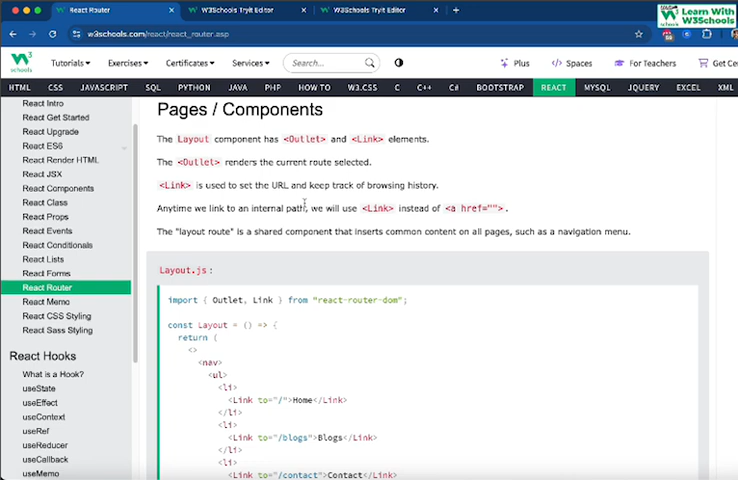 React Router
W3Schools Tryit Editor
W3Schools Tryit Editor
Learn With
W3Schools
w3schools.com/react/react_router.asp
W3
schools
Tutorials
Exercises
Certificates
Services
Search...
Plus
Spaces
For Teachers
Get Ce
HTML CSS JAVASCRIPT SQL PYTHON JAVA PHP HOW TO W3.CSS C C++ C# BOOTSTRAP REACT MYSQL JQUERY EXCEL XML
React Intro
React Get Started
React Upgrade
React ES6
React Render HTML
React JSX
React Components
React Class
React Props
React Events
React Conditionals
React Lists
React Forms
React Router
React Memo
React CSS Styling
React Sass Styling
React Hooks
What is a Hook?
useState
useEffect
useContext
useRef
useReducer
useCallback
useMemo
Pages / Components
The Layout component has <Outlet> and <Link> elements.
The <Outlet> renders the current route selected.
<Link> is used to set the URL and keep track of browsing history.
Anytime we link to an internal path, we will use <Link> instead of <a href="">.
The "layout route" is a shared component that inserts common content on all pages, such as a navigation menu.
Layout.js:
import { Outlet, Link } from "react-router-dom";
const Layout = () => {
return (
<>
<nav>
<ul>
<li>
<Link to="/">Home</Link>
</li>
<li>
<Link to="/blogs">Blogs</Link>
</li>
<li>
<Link to="/contact">Contact</Link>